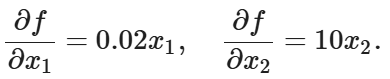 ∂f/∂x₁ = 0.02x₁, ∂f/∂x₂ = 10x₂.